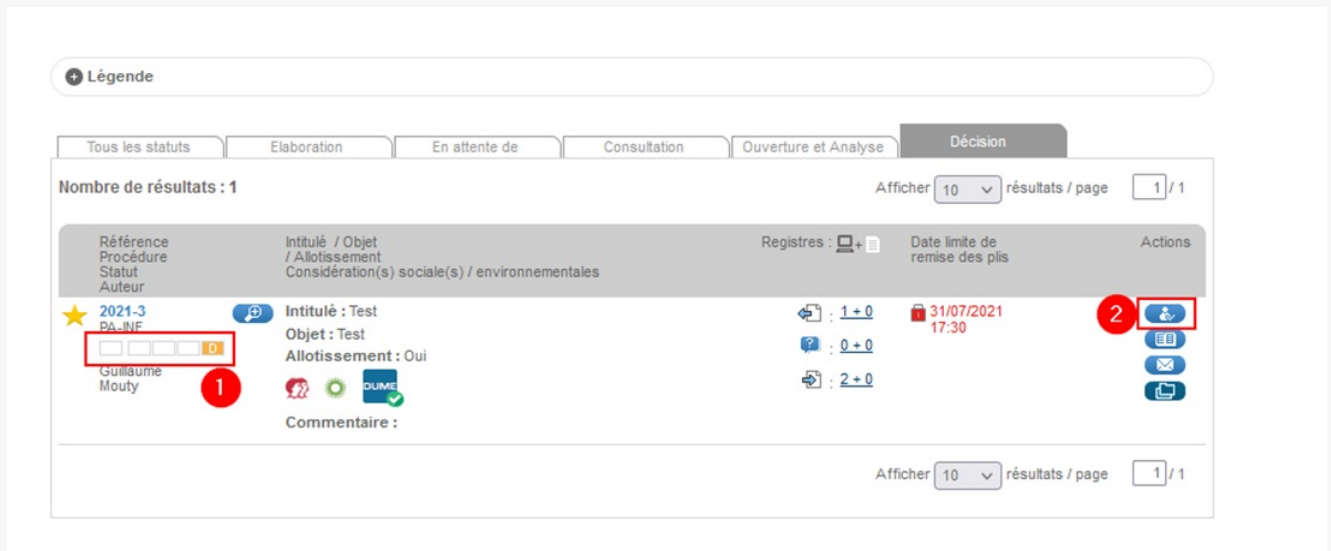 Légende
Tous les statuts Elaboration En attente de Consultation Ouverture et Analyse Décision
Nombre de résultats : 1 Afficher 10 résultats / page 1 / 1
Référence
Procédure
Statut
Auteur
Intitulé / Objet
/ Allotissement
Considération(s) sociale(s) / environnementales
Registres : +
Date limite de
remise des plis
Actions
2021-3
PA-INF
D
Guillaume
Mouty
1
Intitulé : Test
Objet : Test
Allotissement : Oui
DUME
Commentaire :
: 1 + 0
? : 0 + 0
: 2 + 0
31/07/2021
17:30
2
Afficher 10 résultats / page 1 / 1